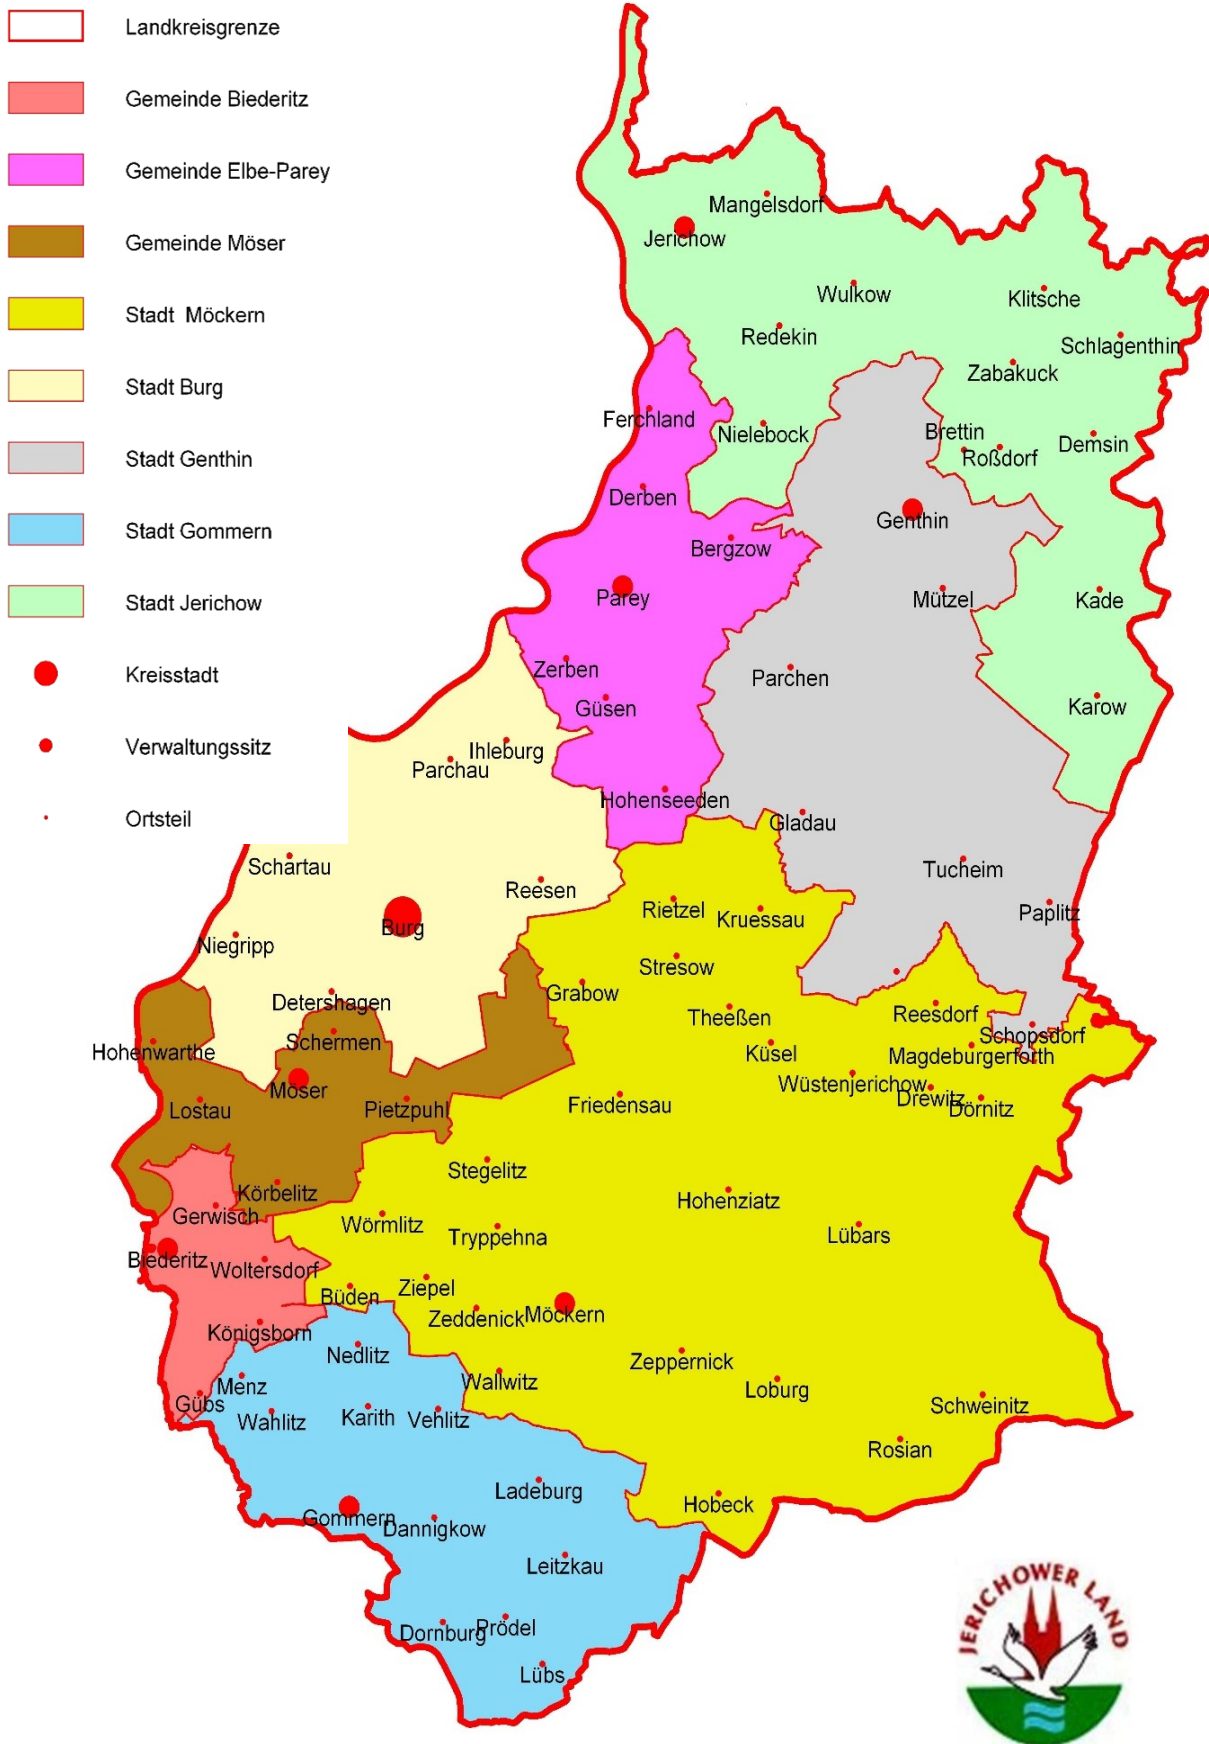 Landkreisgrenze
Gemeinde Biederitz
Gemeinde Elbe-Parey
Gemeinde Möser
Stadt Möckern
Stadt Burg
Stadt Genthin
Stadt Gommern
Stadt Jerichow
Kreisstadt
Verwaltungssitz
Ortsteil
Mangelsdorf
Jerichow
Wulkow
Klitsche
Redekin
Schlagenthin
Zabakuck
Ferchland
Nielebock
Brettin
Roßdorf
Demsin
Derben
Genthin
Bergzow
Parey
Mützel
Kade
Zerben
Parchen
Güsen
Karow
Ihleburg
Parchau
Hohenseeden
Gladau
Schartau
Tucheim
Reesen
Rietzel
Kruessau
Paplitz
Burg
Niegripp
Stresow
Grabow
Detershagen
Theeßen
Reesdorf
Schopsdorf
Schermen
Hohenwarthe
Küsel
Magdeburgerforth
Möser
Wüstenjerichow
Lostau
Pietzpuhl
Friedensau
Drewitz
Dörnitz
Stegelitz
Körbelitz
Hohenziatz
Gerwisch
Wörmlitz
Tryppehna
Lübars
Biederitz
Woltersdorf
Büden
Ziepel
Zeddenick
Möckern
Königsborn
Nedlitz
Zeppernick
Wallwitz
Loburg
Menz
Gübs
Wahlitz
Karith
Vehlitz
Schweinitz
Rosian
Ladeburg
Hobeck
Gommern
Dannigkow
Leitzkau
Dornburg
Prödel
Lübs
JERICHOWER LAND